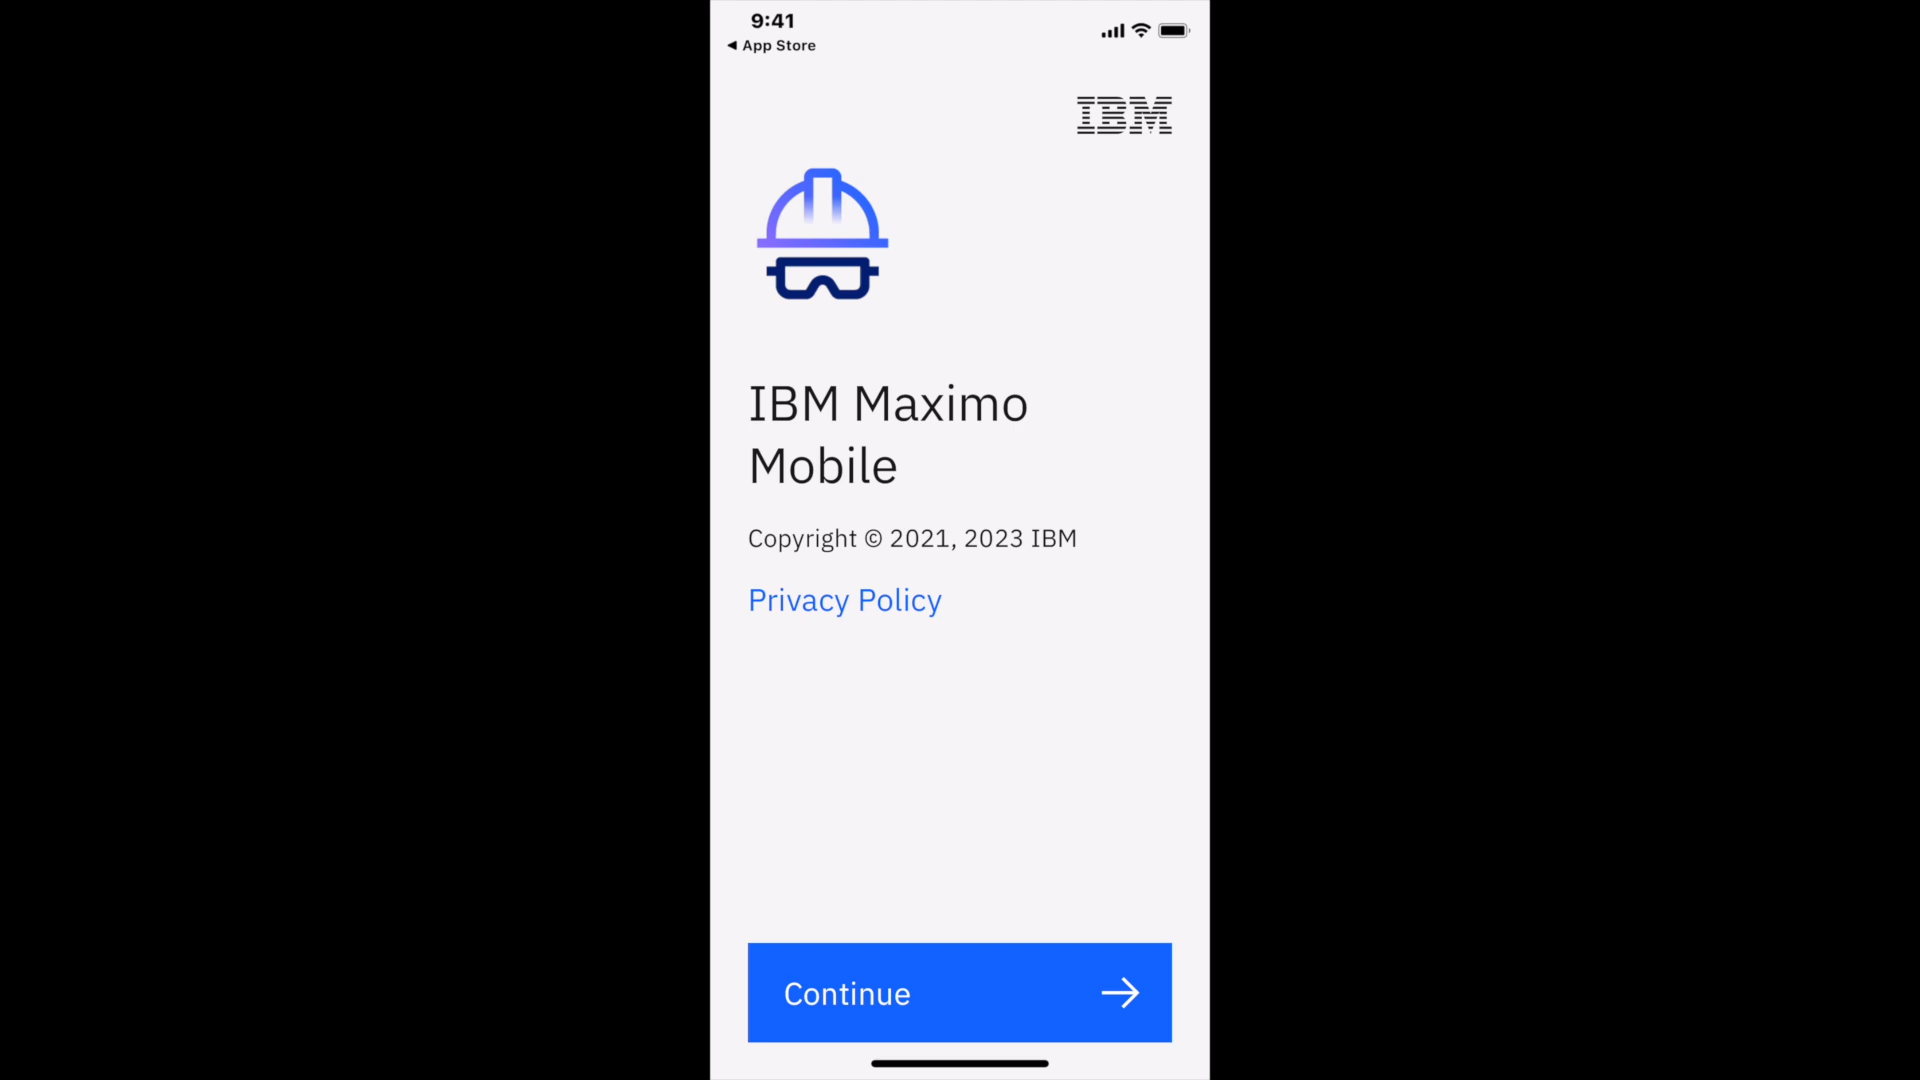 9:41
◀ App Store
IBM
IBM Maximo
Mobile
Copyright © 2021, 2023 IBM
Privacy Policy
Continue